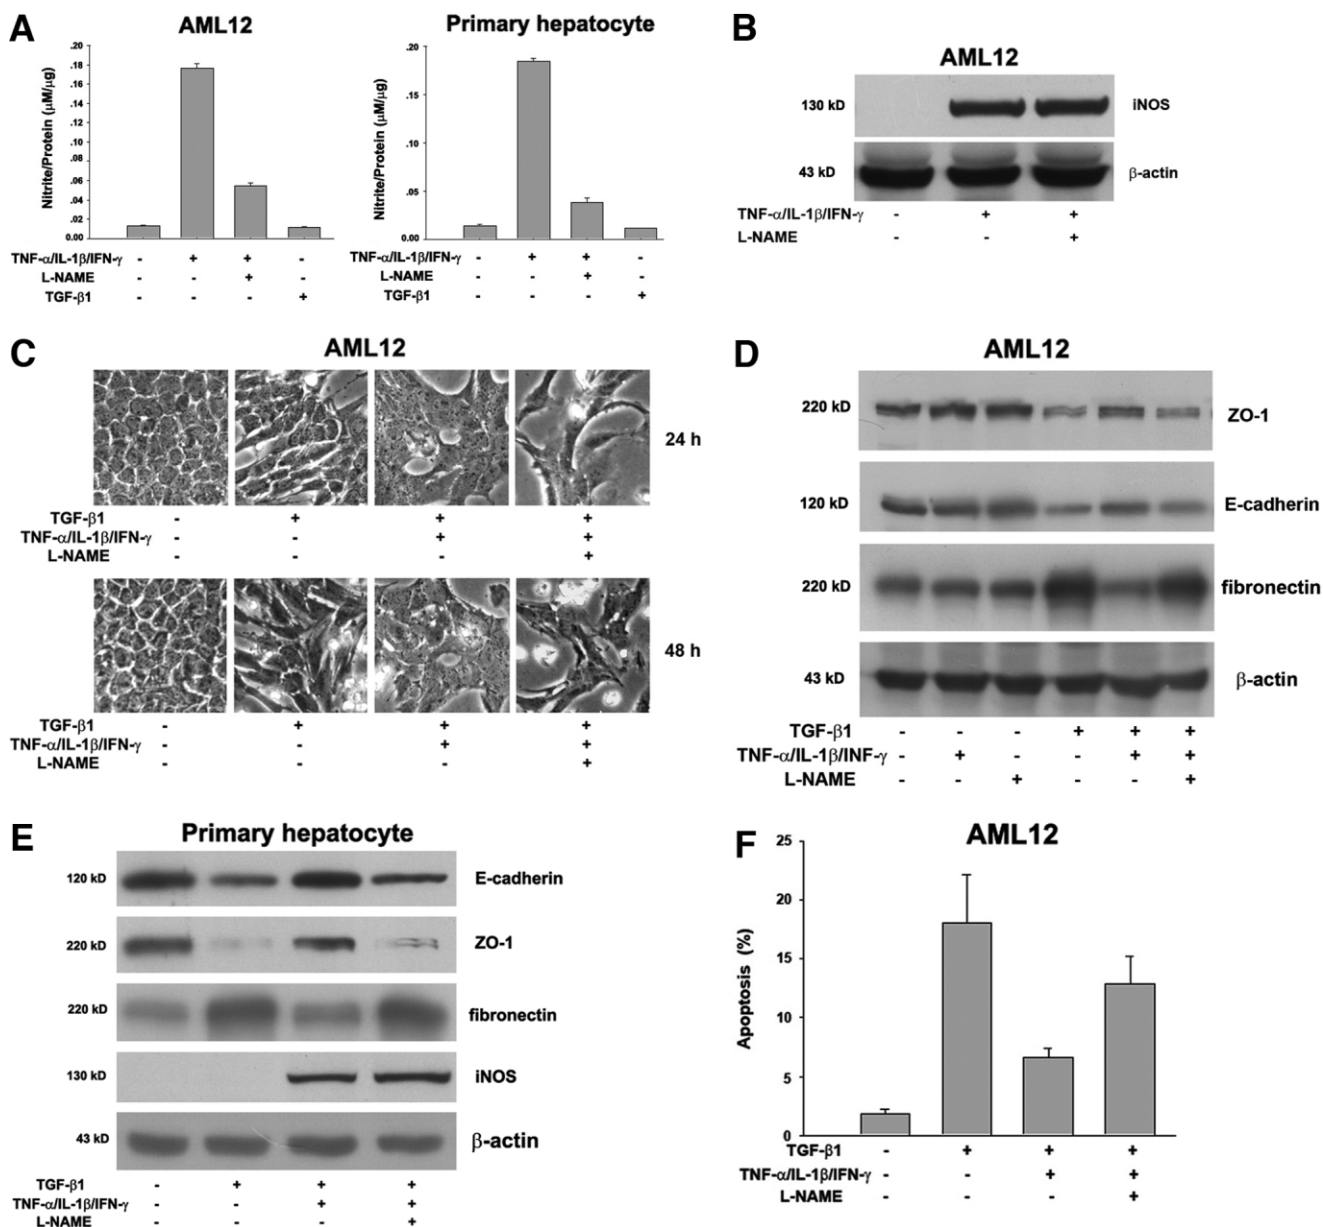 A
AML12
Nitrite/Protein (µM/µg)
.20
.18
.16
.14
.12
.10
.08
.06
.04
.02
0.00
TNF-α/IL-1β/IFN-γ - + + -
L-NAME - - + -
TGF-β1 - - - +
Primary hepatocyte
Nitrite/Protein (µM/µg)
.20
.15
.10
.05
0.00
TNF-α/IL-1β/IFN-γ - + + -
L-NAME - - + -
TGF-β1 - - - +
B
AML12
130 kD iNOS
43 kD β-actin
TNF-α/IL-1β/IFN-γ - + +
L-NAME - - +
C
AML12
24 h
TGF-β1 - + + +
TNF-α/IL-1β/IFN-γ - - + +
L-NAME - - - +
48 h
TGF-β1 - + + +
TNF-α/IL-1β/IFN-γ - - + +
L-NAME - - - +
D
AML12
220 kD ZO-1
120 kD E-cadherin
220 kD fibronectin
43 kD β-actin
TGF-β1 - - - + + +
TNF-α/IL-1β/INF-γ - + - - + +
L-NAME - - + - - +
E
Primary hepatocyte
120 kD E-cadherin
220 kD ZO-1
220 kD fibronectin
130 kD iNOS
43 kD β-actin
TGF-β1 - + + +
TNF-α/IL-1β/IFN-γ - - + +
L-NAME - - - +
F
AML12
Apoptosis (%)
25
20
15
10
5
0
TGF-β1 - + + +
TNF-α/IL-1β/IFN-γ - - + +
L-NAME - - - +